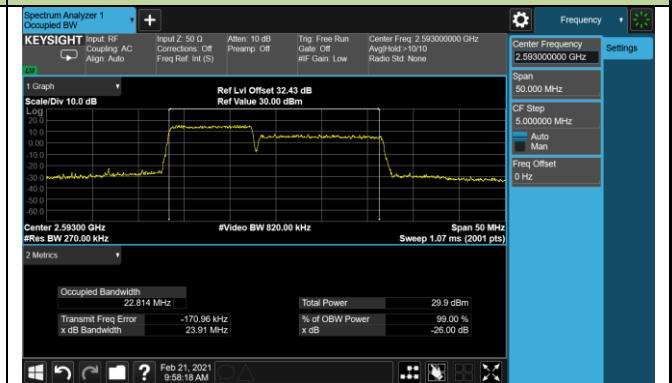 Spectrum Analyzer 1
Occupied BW
+
Frequency
KEYSIGHT Input: RF
Coupling: AC
Align: Auto
Input Z: 50 Ω
Corrections: Off
Freq Ref: Int (S)
Atten: 10 dB
Preamp: Off
Trig: Free Run
Gate: Off
#IF Gain: Low
Center Freq: 2.593000000 GHz
Avg|Hold:>10/10
Radio Std: None
Center Frequency
2.593000000 GHz
Settings
Span
50.000 MHz
CF Step
5.000000 MHz
Auto
Man
Freq Offset
0 Hz
1 Graph
Scale/Div 10.0 dB
Ref Lvl Offset 32.43 dB
Ref Value 30.00 dBm
Log
20.0
10.0
0.00
-10.0
-20.0
-30.0
-40.0
-50.0
-60.0
Center 2.59300 GHz
#Res BW 270.00 kHz
#Video BW 820.00 kHz
Span 50 MHz
Sweep 1.07 ms (2001 pts)
2 Metrics
Occupied Bandwidth
22.814 MHz
Total Power 29.9 dBm
Transmit Freq Error -170.96 kHz
% of OBW Power 99.00 %
x dB Bandwidth 23.91 MHz
x dB -26.00 dB
?
Feb 21, 2021
9:58:18 AM